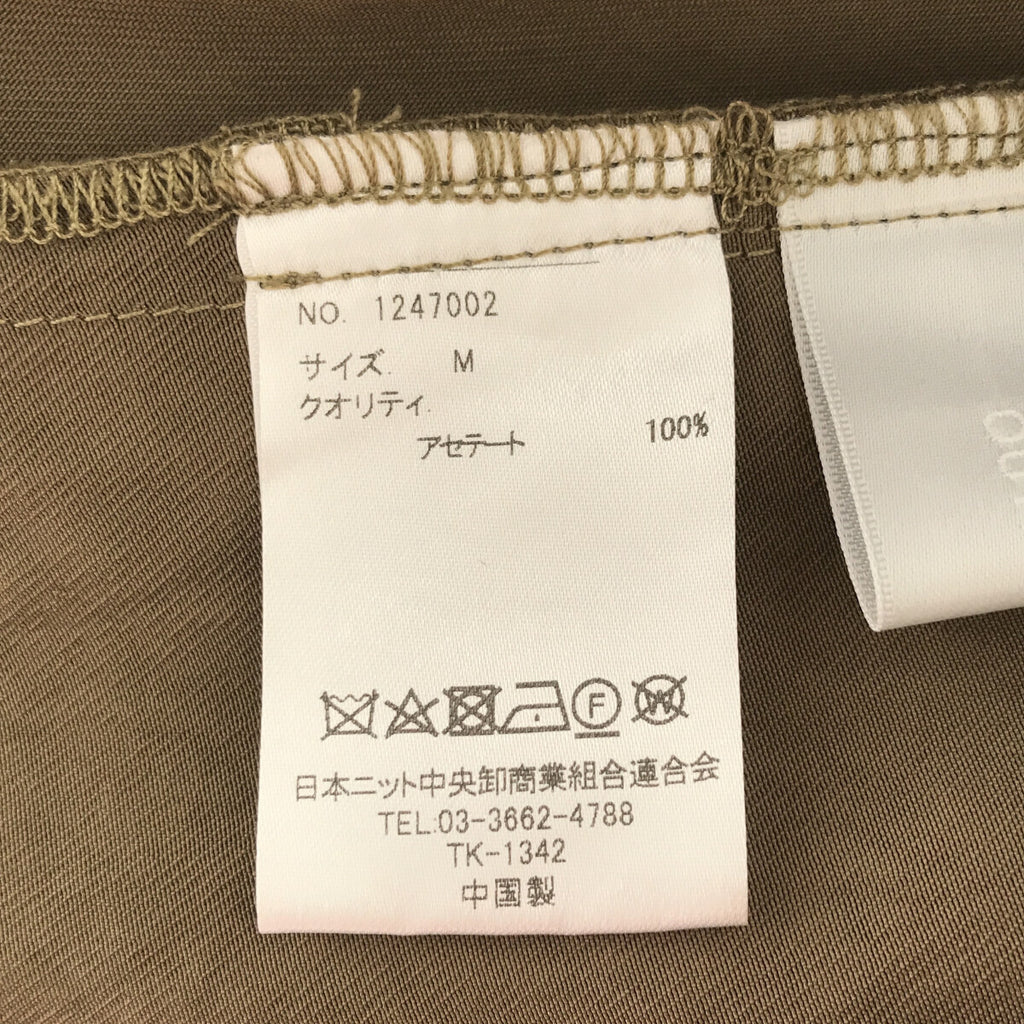 NO. 1247002
サイズ. M
クオリティ.
アセテート 100%
F
W
日本ニット中央卸商業組合連合会
TEL:03-3662-4788
TK-1342
中国製